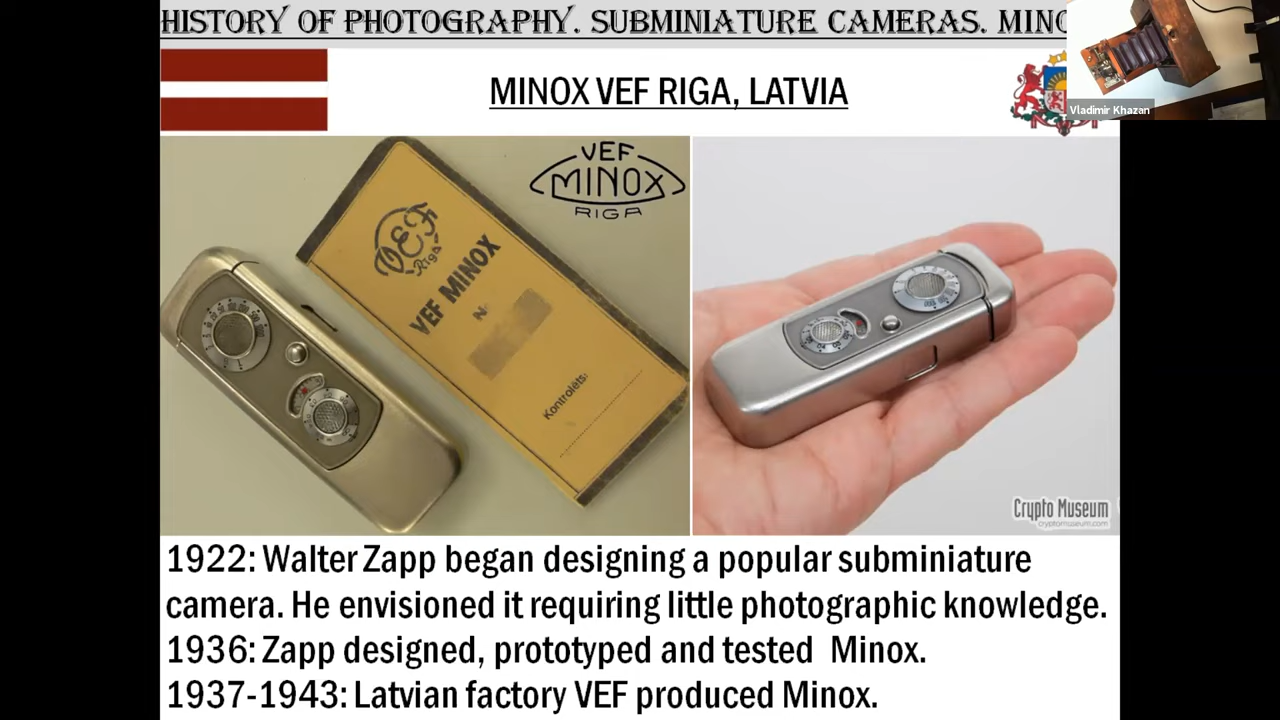 HISTORY OF PHOTOGRAPHY. SUBMINIATURE CAMERAS.
Vladimir Khazan
MINOX VEF RIGA, LATVIA
VEF
MINOX
RIGA
VEF
Riga
VEF MINOX
Nr
Kontrolēts:
Crypto Museum
cryptomuseum.com
1922: Walter Zapp began designing a popular subminiature
camera. He envisioned it requiring little photographic knowledge.
1936: Zapp designed, prototyped and tested Minox.
1937-1943: Latvian factory VEF produced Minox.